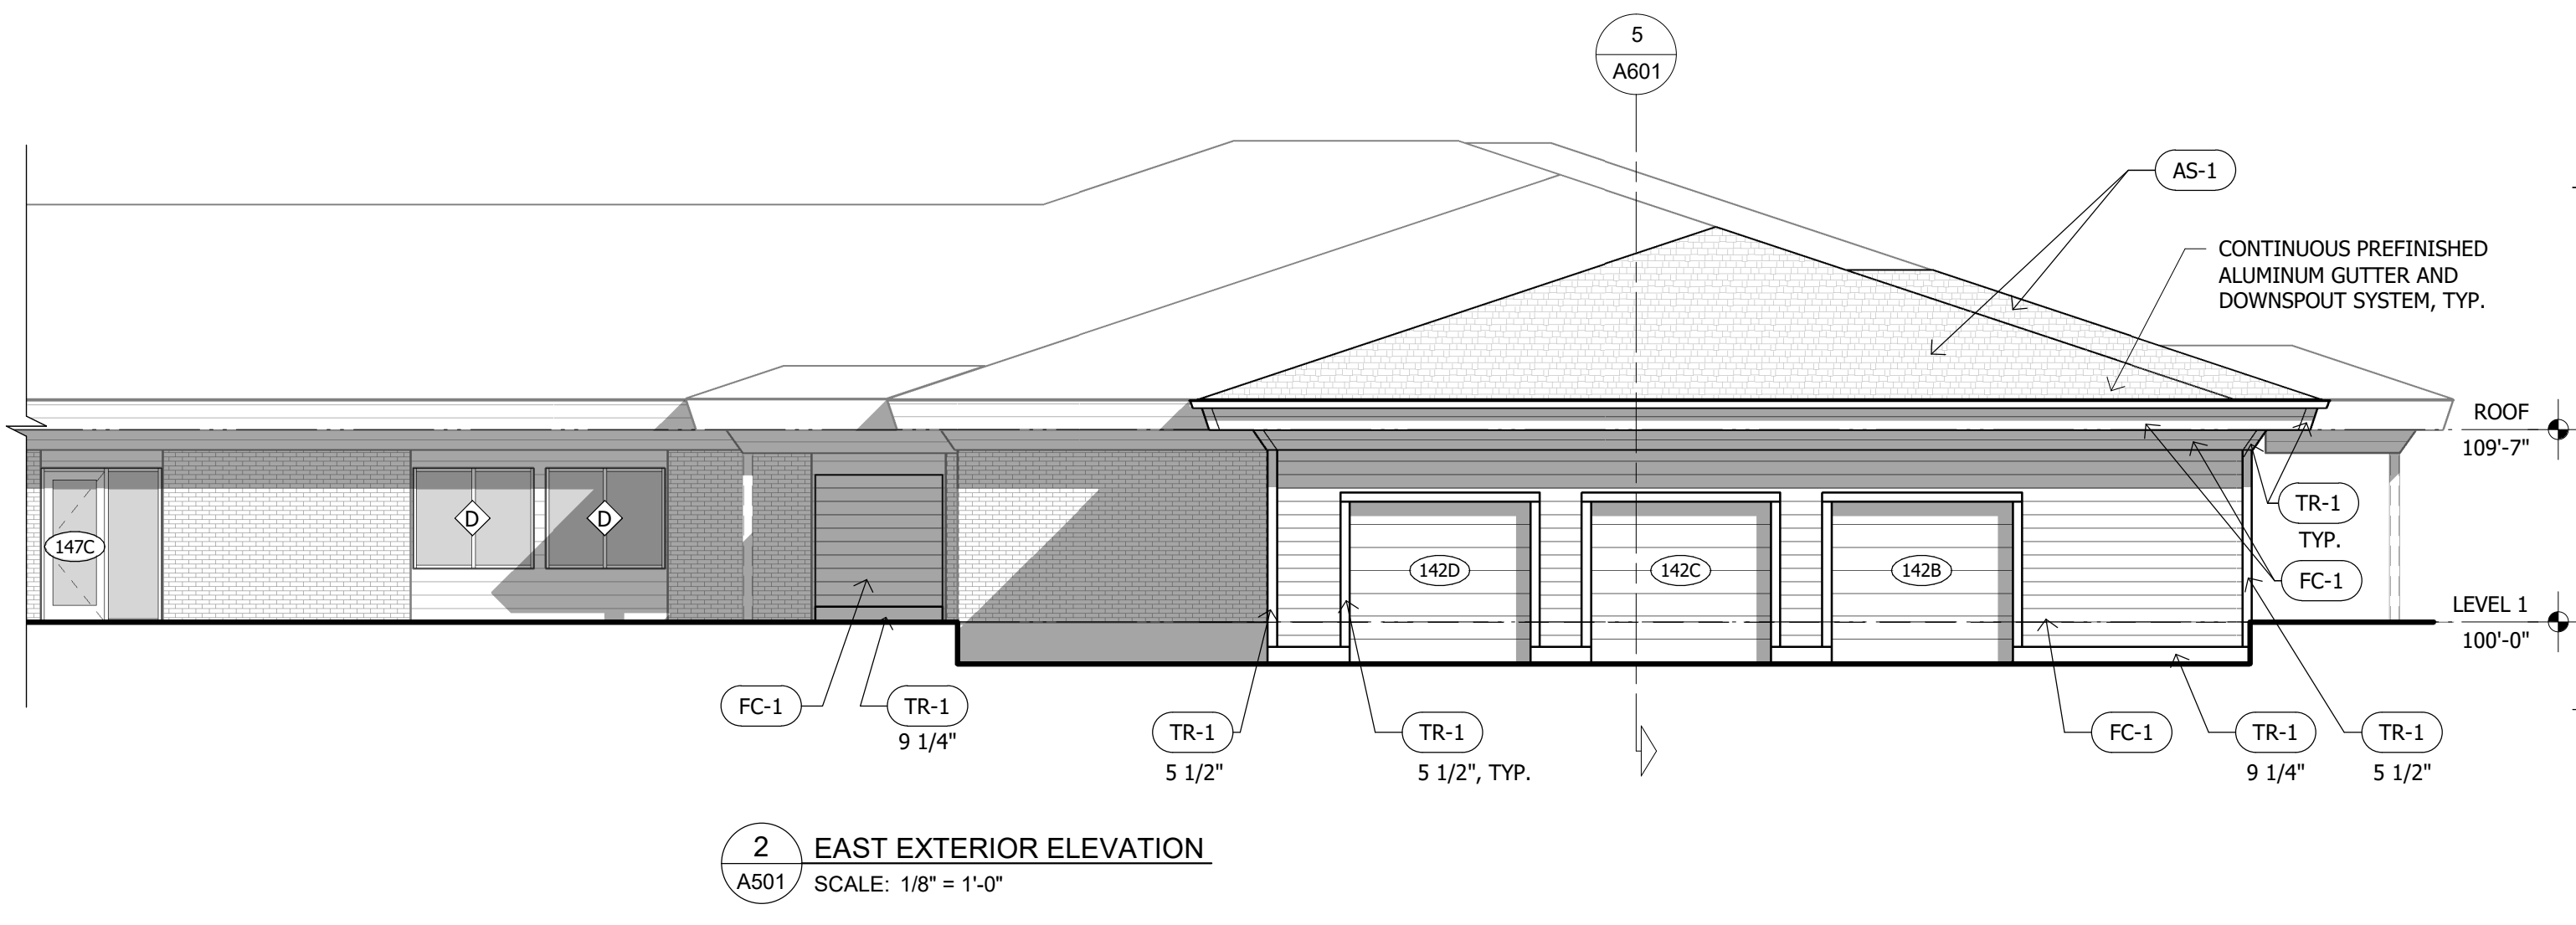 5
A601
AS-1
CONTINUOUS PREFINISHED
ALUMINUM GUTTER AND
DOWNSPOUT SYSTEM, TYP.
ROOF
109'-7"
TR-1
TYP.
FC-1
LEVEL 1
100'-0"
147C
D
D
142D
142C
142B
FC-1
TR-1
9 1/4"
TR-1
5 1/2"
TR-1
5 1/2", TYP.
FC-1
TR-1
9 1/4"
TR-1
5 1/2"
2
A501
EAST EXTERIOR ELEVATION
SCALE: 1/8" = 1'-0"